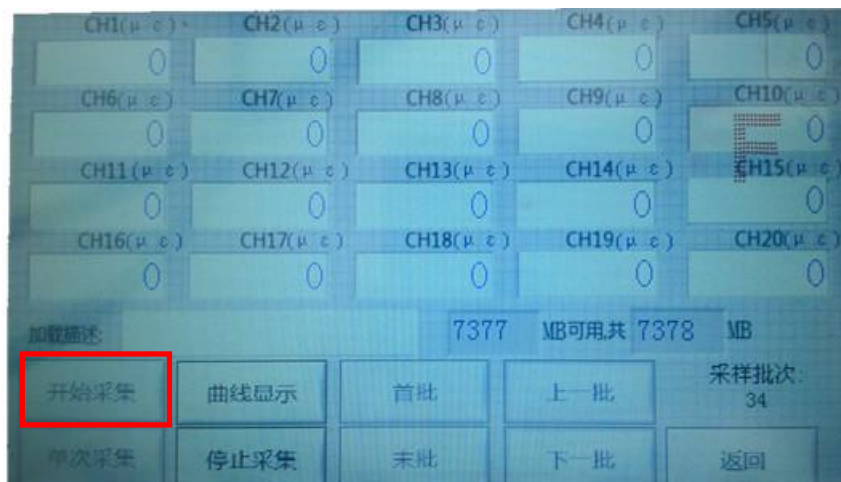 CH1(μ ε) CH2(μ ε) CH3(μ ε) CH4(μ ε) CH5(μ ε)
0 0 0 0 0
CH6(μ ε) CH7(μ ε) CH8(μ ε) CH9(μ ε) CH10(μ ε)
0 0 0 0 0
CH11(μ ε) CH12(μ ε) CH13(μ ε) CH14(μ ε) CH15(μ ε)
0 0 0 0 0
CH16(μ ε) CH17(μ ε) CH18(μ ε) CH19(μ ε) CH20(μ ε)
0 0 0 0 0
加载描述: 7377 MB可用,共 7378 MB
开始采集 曲线显示 首批 上一批 采样批次:
34
单次采集 停止采集 末批 下一批 返回